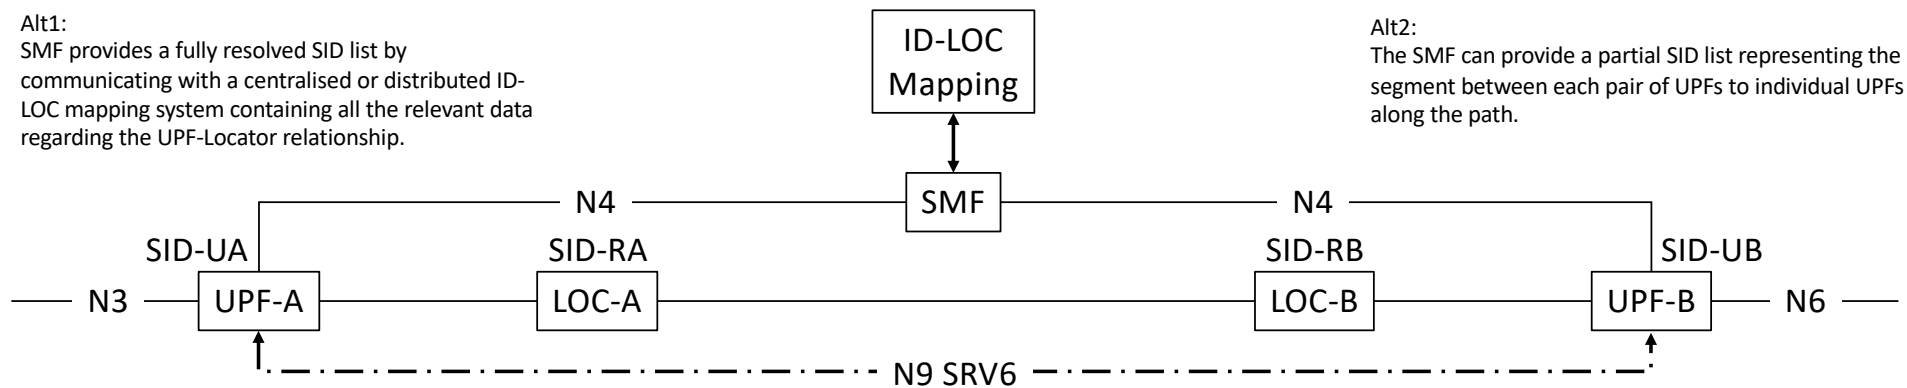 Alt1:
SMF provides a fully resolved SID list by
communicating with a centralised or distributed ID-
LOC mapping system containing all the relevant data
regarding the UPF-Locator relationship.
ID-LOC
Mapping
Alt2:
The SMF can provide a partial SID list representing the
segment between each pair of UPFs to individual UPFs
along the path.
N4
SMF
N4
SID-UA
SID-RA
SID-RB
SID-UB
N3
UPF-A
LOC-A
LOC-B
UPF-B
N6
N9 SRV6